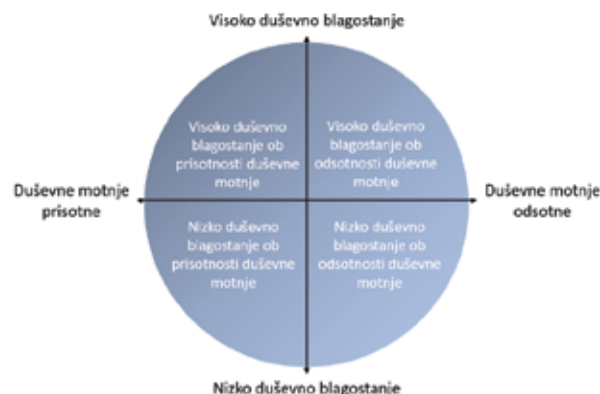 Visoko duševno blagostanje
Visoko duševno
blagostanje ob
prisotnosti duševne
motnje
Visoko duševno
blagostanje ob
odsotnosti duševne
motnje
Duševne motnje
prisotne
Duševne motnje
odsotne
Nizko duševno
blagostanje ob
prisotnosti duševne
motnje
Nizko duševno
blagostanje ob
odsotnosti duševne
motnje
Nizko duševno blagostanje